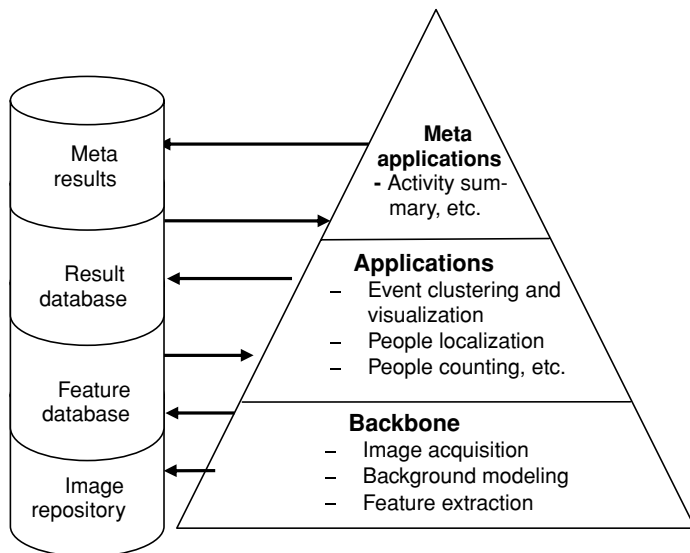 Meta
results
Result
database
Feature
database
Image
repository
Meta
applications
- Activity sum-
mary, etc.
Applications
– Event clustering and
visualization
– People localization
– People counting, etc.
Backbone
– Image acquisition
– Background modeling
– Feature extraction